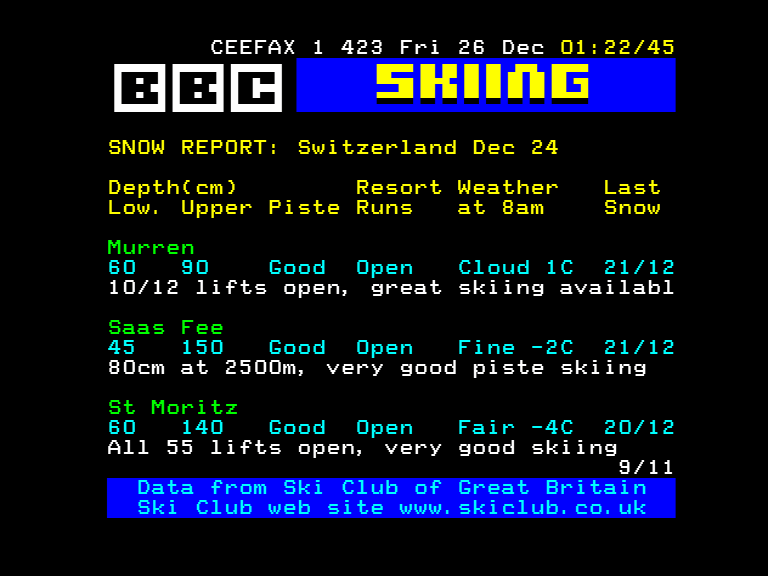 CEEFAX 1 423 Fri 26 Dec 01:22/45
BBC SKIING
SNOW REPORT: Switzerland Dec 24
Depth(cm) Resort Weather Last
Low. Upper Piste Runs at 8am Snow
Murren
60 90 Good Open Cloud 1C 21/12
10/12 lifts open, great skiing availabl
Saas Fee
45 150 Good Open Fine -2C 21/12
80cm at 2500m, very good piste skiing
St Moritz
60 140 Good Open Fair -4C 20/12
All 55 lifts open, very good skiing
9/11
Data from Ski Club of Great Britain
Ski Club web site www.skiclub.co.uk